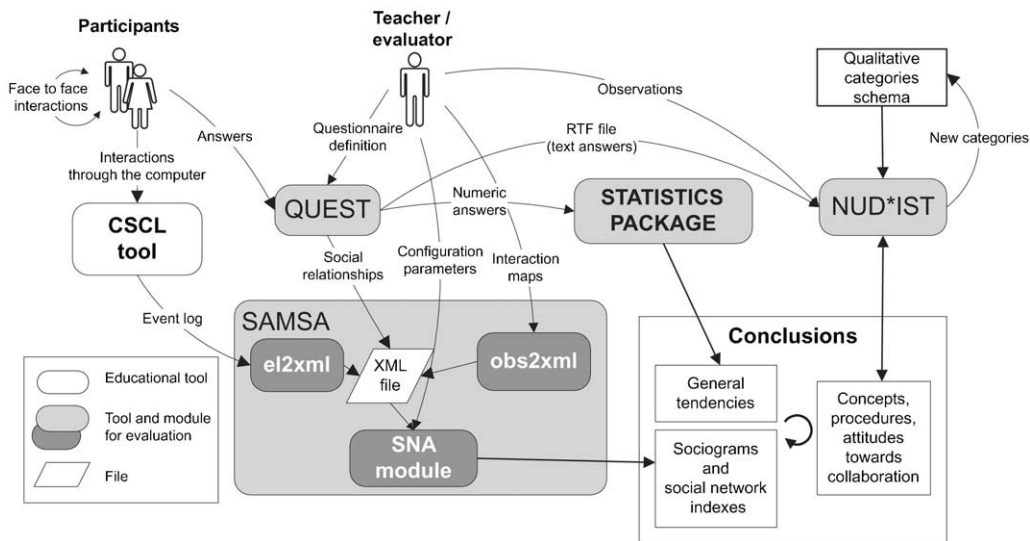 Participants
Teacher /
evaluator
Face to face
interactions
Answers
Interactions
through the computer
Questionnaire
definition
Observations
RTF file
(text answers)
Qualitative
categories
schema
New categories
CSCL
tool
QUEST
Numeric
answers
STATISTICS
PACKAGE
NUD*IST
Social
relationships
Configuration
parameters
Interaction
maps
Event log
SAMSA
el2xml
XML
file
obs2xml
SNA
module
Conclusions
General
tendencies
Sociograms
and
social network
indexes
Concepts,
procedures,
attitudes
towards
collaboration
Educational tool
Tool and module
for evaluation
File